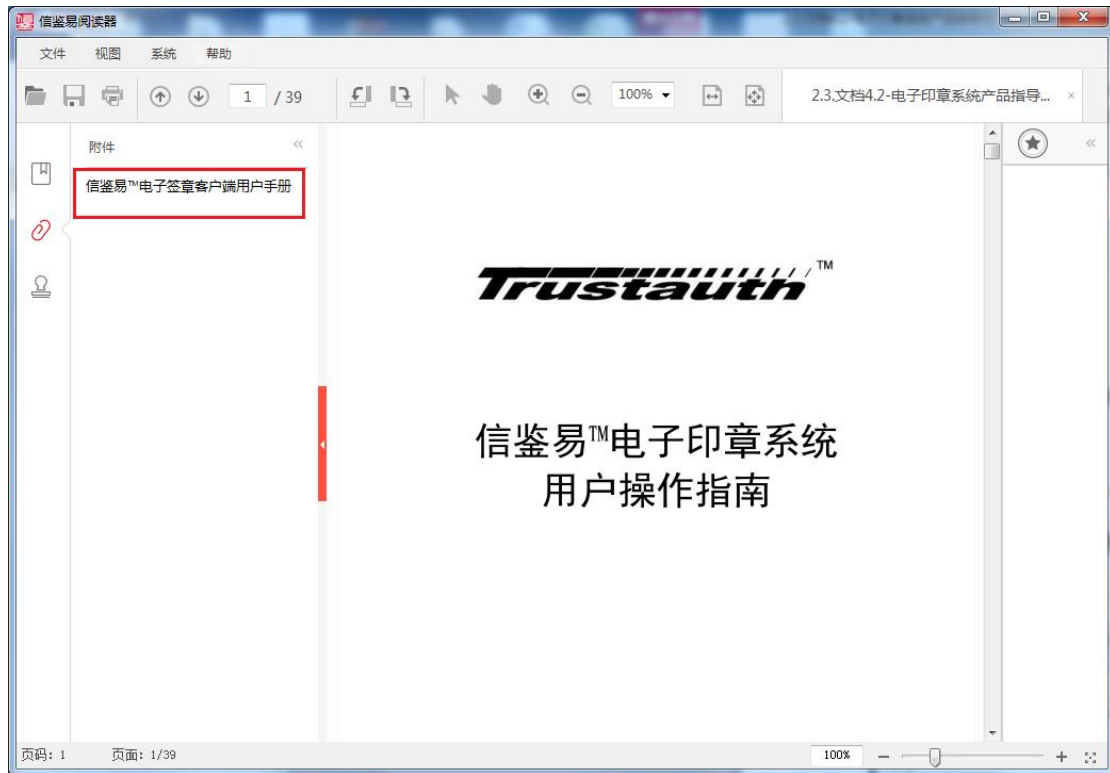 信鉴易阅读器
文件 视图 系统 帮助
1 / 39 100% 2.3.文档4.2-电子印章系统产品指导...
附件
信鉴易™电子签章客户端用户手册
Trustauth™
信鉴易™电子印章系统
用户操作指南
页码: 1 页面: 1/39 100%